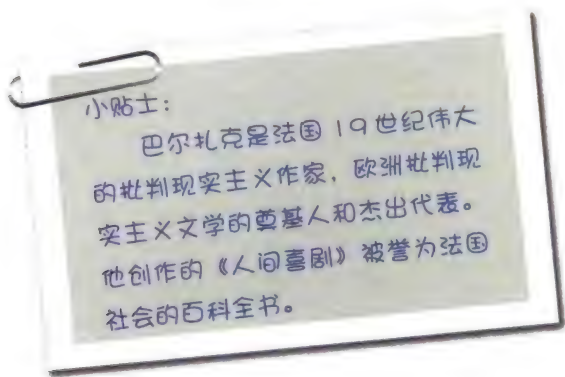 小贴士：
巴尔扎克是法国19世纪伟大
的批判现实主义作家，欧洲批判现
实主义文学的奠基人和杰出代表。
他创作的《人间喜剧》被誉为法国
社会的百科全书。